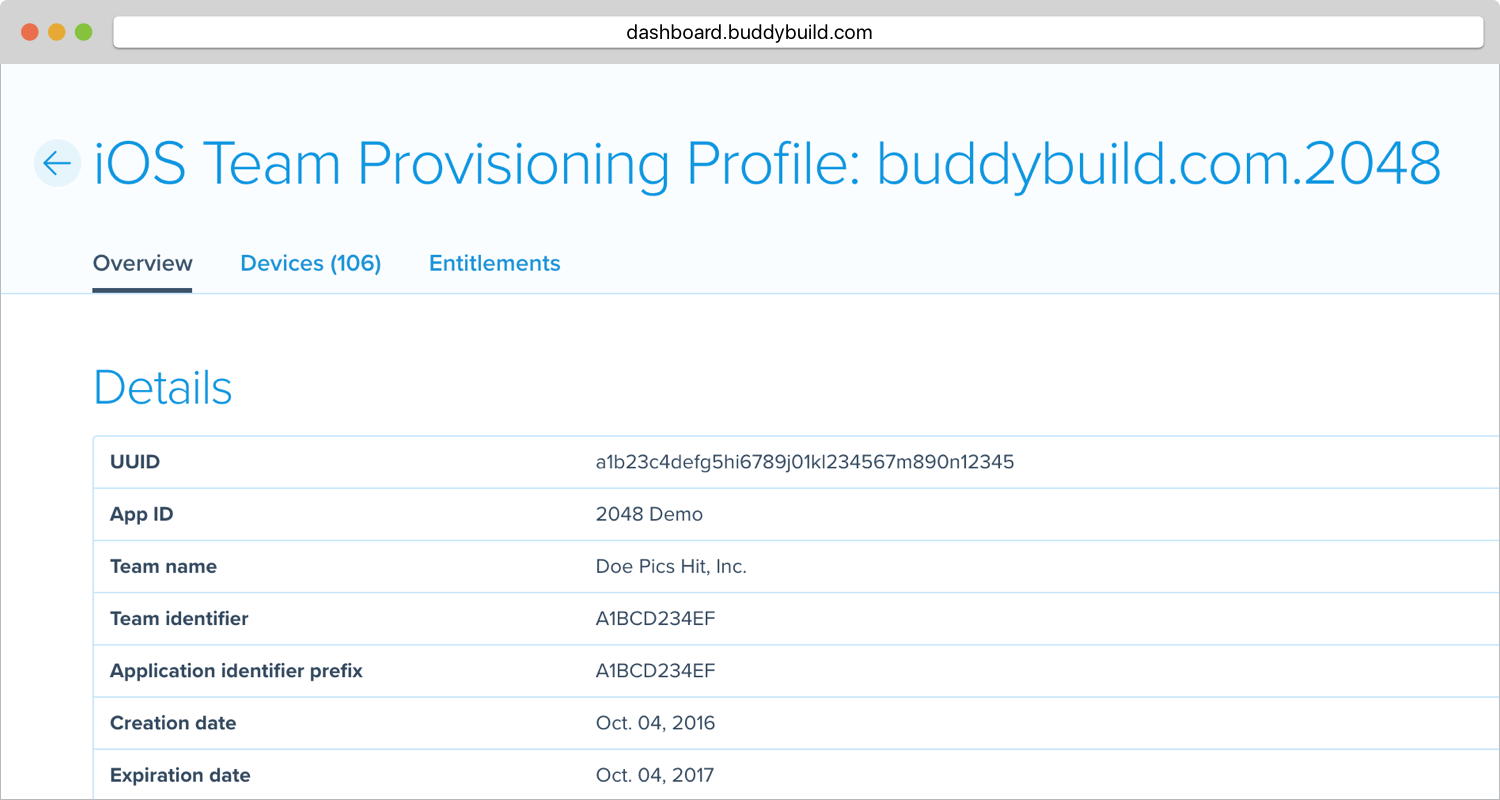 dashboard.buddybuild.com
iOS Team Provisioning Profile: buddybuild.com.2048
Overview Devices (106) Entitlements
Details
UUID a1b23c4defg5hi6789j01kl234567m890n12345
App ID 2048 Demo
Team name Doe Pics Hit, Inc.
Team identifier A1BCD234EF
Application identifier prefix A1BCD234EF
Creation date Oct. 04, 2016
Expiration date Oct. 04, 2017